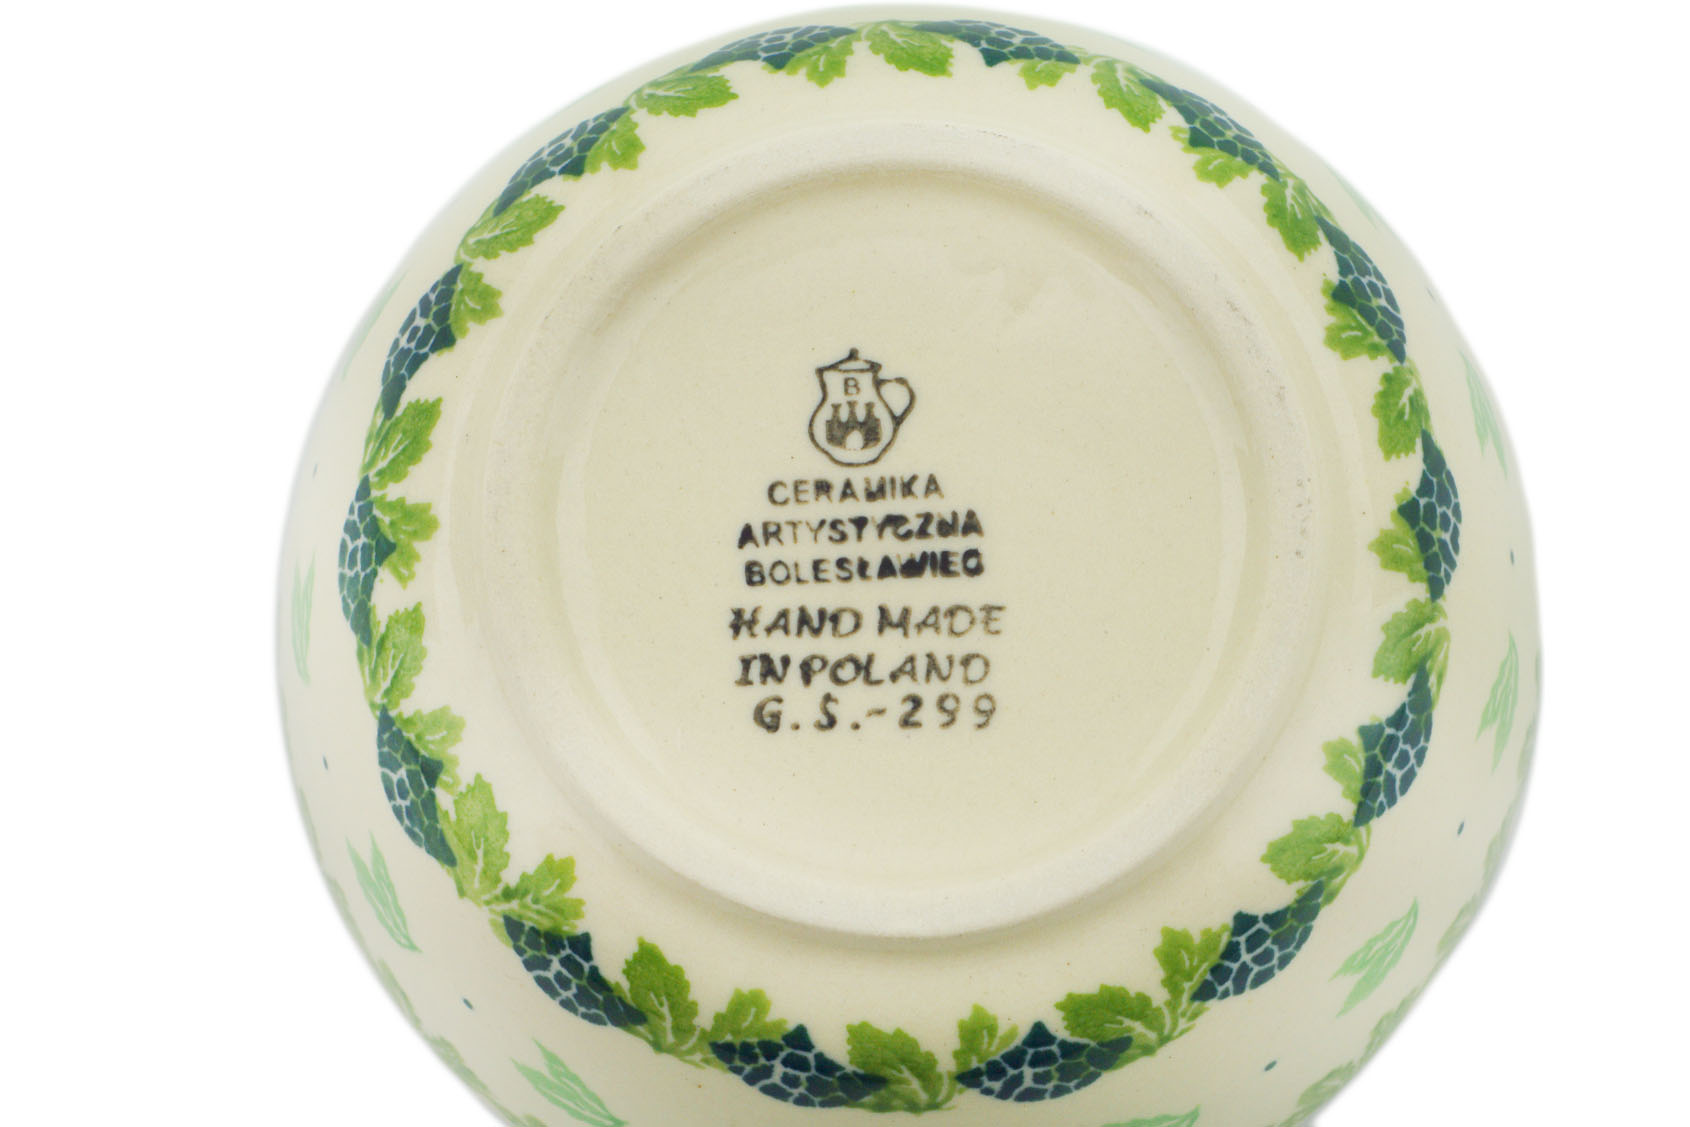 B
CERAMIKA
ARTYSTYCZNA
BOLESŁAWIEC
HAND MADE
IN POLAND
G.S.-299